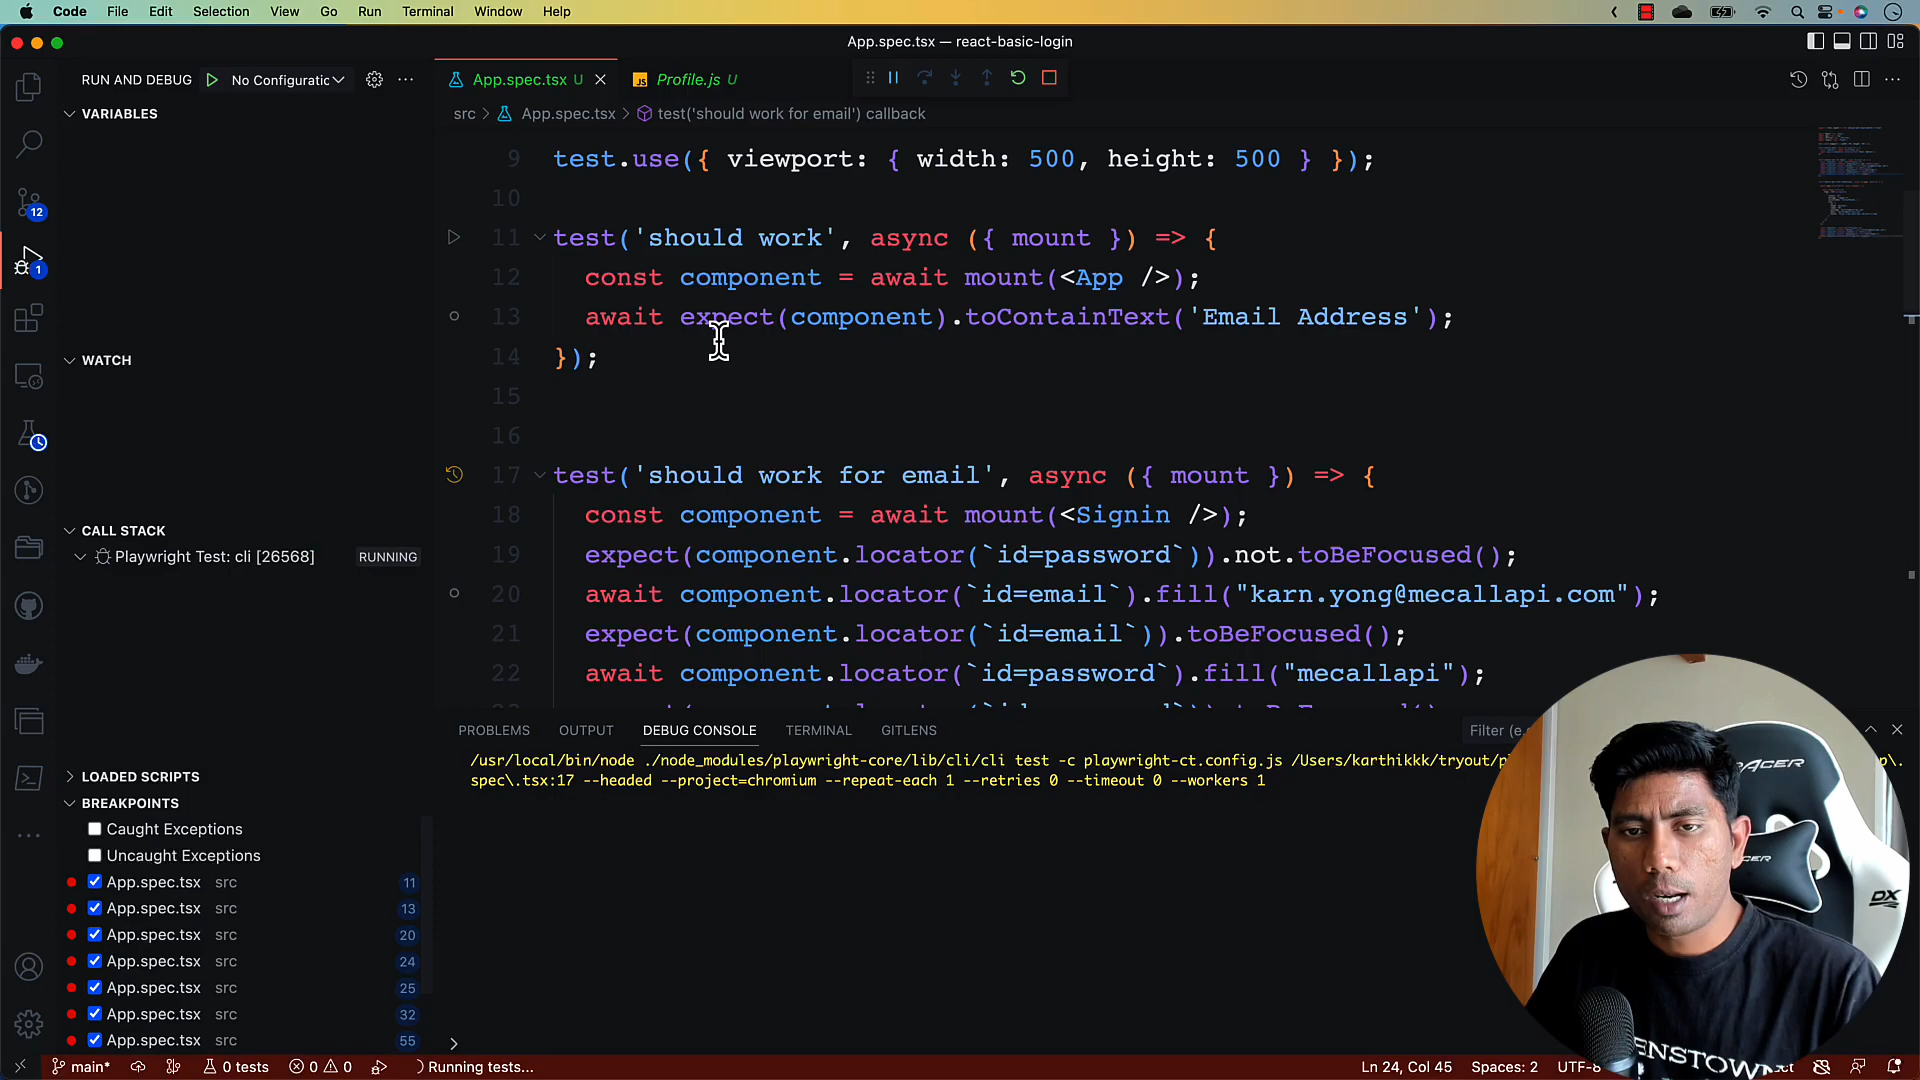 Code File Edit Selection View Go Run Terminal Window Help
App.spec.tsx — react-basic-login
RUN AND DEBUG No Configuratic
App.spec.tsx U
Profile.js U
VARIABLES
src > App.spec.tsx > test('should work for email') callback
9 test.use({ viewport: { width: 500, height: 500 } });
10
11 test('should work', async ({ mount }) => {
12 const component = await mount(<App />);
13 await expect(component).toContainText('Email Address');
14 });
15
16
17 test('should work for email', async ({ mount }) => {
18 const component = await mount(<Signin />);
19 expect(component.locator(`id=password`)).not.toBeFocused();
20 await component.locator(`id=email`).fill("karn.yong@mecallapi.com");
21 expect(component.locator(`id=email`)).toBeFocused();
22 await component.locator(`id=password`).fill("mecallapi");
12
1
WATCH
CALL STACK
Playwright Test: cli [26568] RUNNING
LOADED SCRIPTS
BREAKPOINTS
Caught Exceptions
Uncaught Exceptions
App.spec.tsx src 11
App.spec.tsx src 13
App.spec.tsx src 20
App.spec.tsx src 24
App.spec.tsx src 25
App.spec.tsx src 32
App.spec.tsx src 55
PROBLEMS OUTPUT DEBUG CONSOLE TERMINAL GITLENS Filter (e.
/usr/local/bin/node ./node_modules/playwright-core/lib/cli/cli test -c playwright-ct.config.js /Users/karthikkk/tryout/p
spec\.tsx:17 --headed --project=chromium --repeat-each 1 --retries 0 --timeout 0 --workers 1
main* 0 tests 0 0 Running tests...
Ln 24, Col 45 Spaces: 2 UTF-8